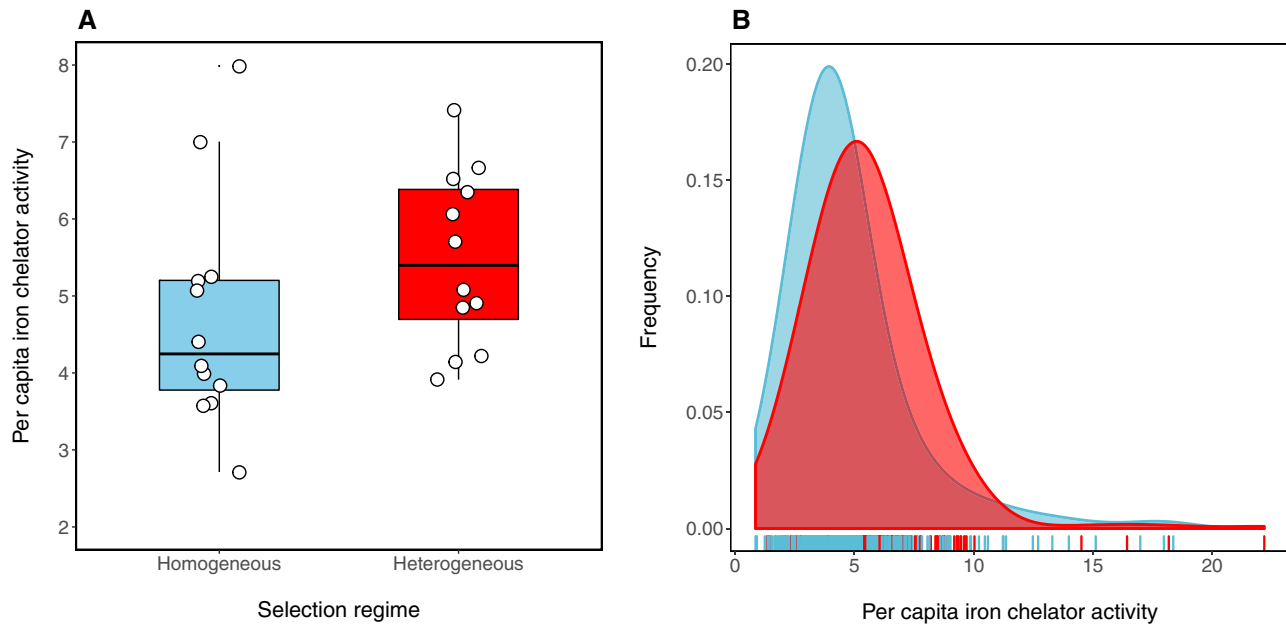 A
Per capita iron chelator activity
8
7
6
5
4
3
2
Homogeneous Heterogeneous
Selection regime
B
Frequency
0.20
0.15
0.10
0.05
0.00
0 5 10 15 20
Per capita iron chelator activity